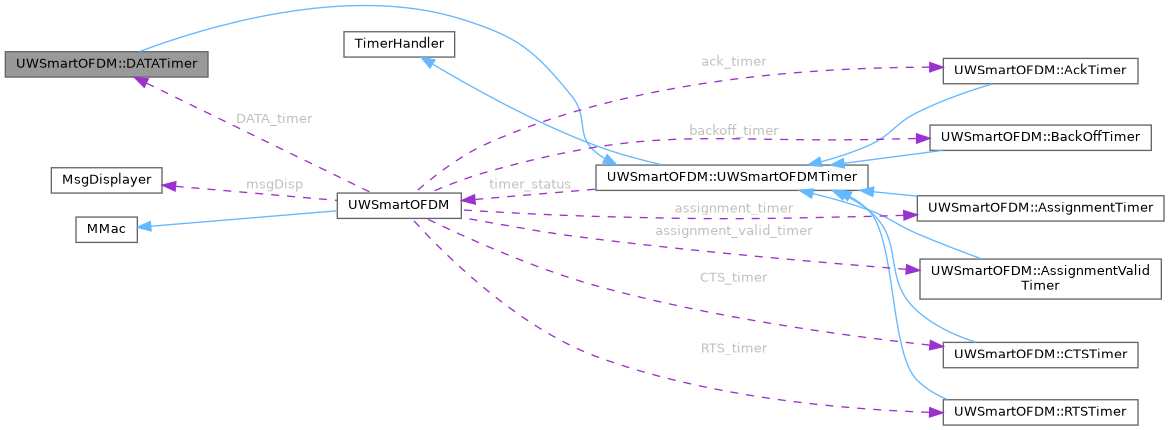 UWSmartOFDM::DATATimer
TimerHandler
ack_timer
UWSmartOFDM::AckTimer
DATA_timer
backoff_timer
UWSmartOFDM::BackOffTimer
MsgDisplayer
msgDisp
timer_status
UWSmartOFDM::UWSmartOFDMTimer
UWSmartOFDM
assignment_timer
UWSmartOFDM::AssignmentTimer
MMac
assignment_valid_timer
UWSmartOFDM::AssignmentValid
Timer
CTS_timer
RTS_timer
UWSmartOFDM::CTSTimer
UWSmartOFDM::RTSTimer